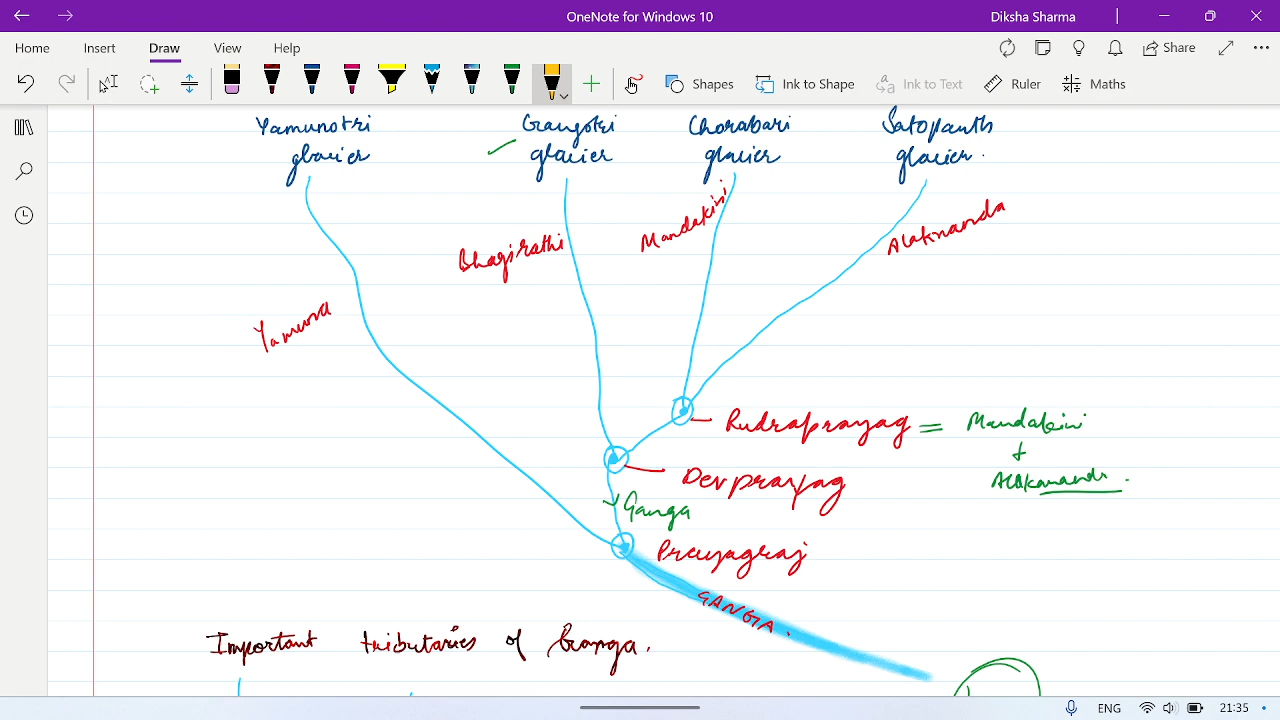 OneNote for Windows 10
Diksha Sharma
Home Insert Draw View Help
Share
Shapes
Ink to Shape
Ink to Text
Ruler
Maths
Yamunotri glacier
Gangotri glacier
Chorabari glacier
Satopanth glacier.
Yamuna
Bhagirathi
Mandakini
Alaknanda
Rudraprayag = Mandakini
+
Alakananda.
Devprayag
Ganga
Prayagraj
GANGA.
Important tributaries of Ganga.
ENG
21:35